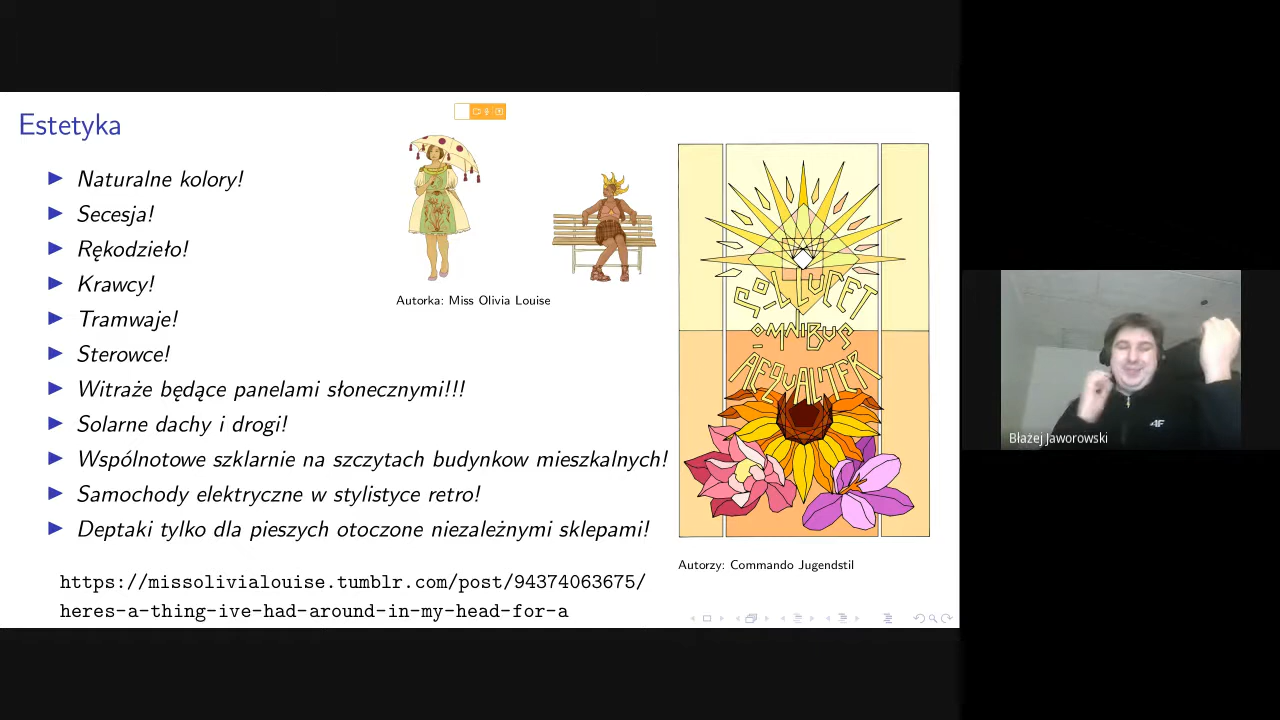 Estetyka
Naturalne kolory!
Secesja!
Rękodzieło!
Krawcy!
Tramwaje!
Sterowce!
Witraże będące panelami słonecznymi!!!
Solarne dachy i drogi!
Wspólnotowe szklarnie na szczytach budynkow mieszkalnych!
Samochody elektryczne w stylistyce retro!
Deptaki tylko dla pieszych otoczone niezależnymi sklepami!
https://missolivialouise.tumblr.com/post/94374063675/
heres-a-thing-ive-had-around-in-my-head-for-a
Autorka: Miss Olivia Louise
SOL LUCET
OMNIBUS
AEQUALITER
Autorzy: Commando Jugendstil
4F
Błażej Jaworowski